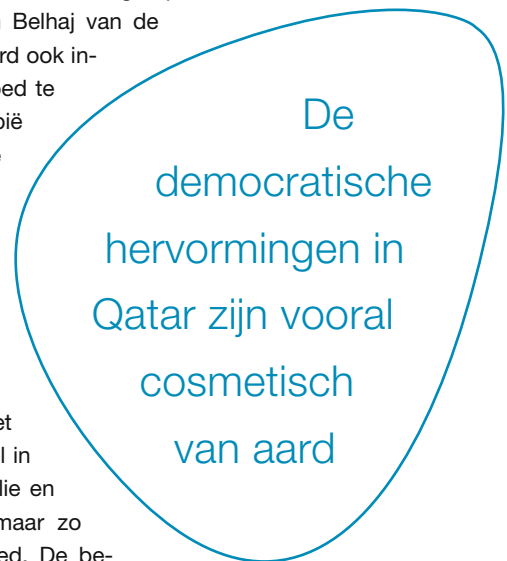 Belhaj van de
rd ook in-
ed te
De
democratische
hervormingen in
Qatar zijn vooral
cosmetisch
van aard
et
l in
lie en
maar zo
ed. De be-